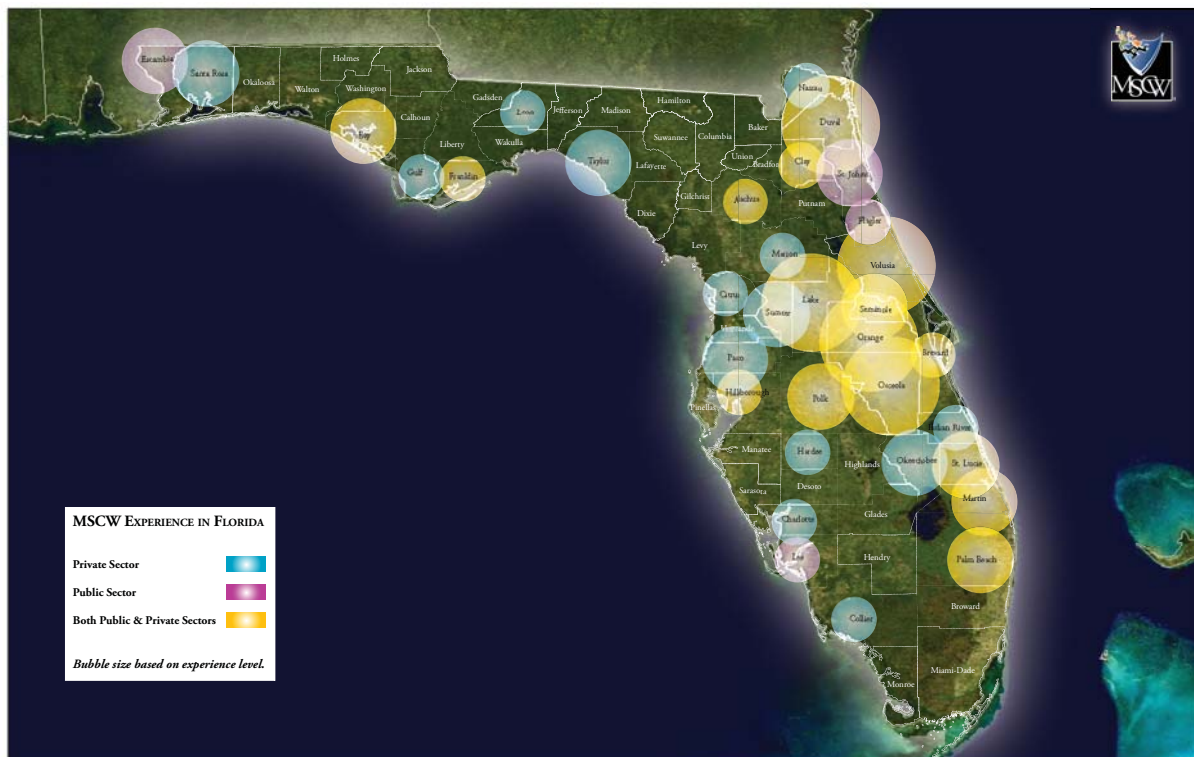 MSCW
Holmes
Jackson
Escambia
Santa Rosa
Okaloosa
Walton
Washington
Gadsden
Leon
Jefferson
Madison
Hamilton
Nassau
Calhoun
Bay
Liberty
Wakulla
Suwannee
Columbia
Baker
Duval
Gulf
Franklin
Taylor
Lafayette
Union
Bradford
Clay
St. Johns
Gilchrist
Alachua
Putnam
Dixie
Flagler
Levy
Marion
Volusia
Citrus
Sumter
Lake
Seminole
Hernando
Orange
Pasco
Brevard
Osceola
Hillborough
Polk
Pinellas
Indian River
Manatee
Hardee
Highlands
Okeechobee
St. Lucie
Sarasota
Desoto
Martin
Charlotte
Glades
Lee
Hendry
Palm Beach
Collier
Broward
Monroe
Miami-Dade
MSCW Experience in Florida
Private Sector
Public Sector
Both Public & Private Sectors
Bubble size based on experience level.